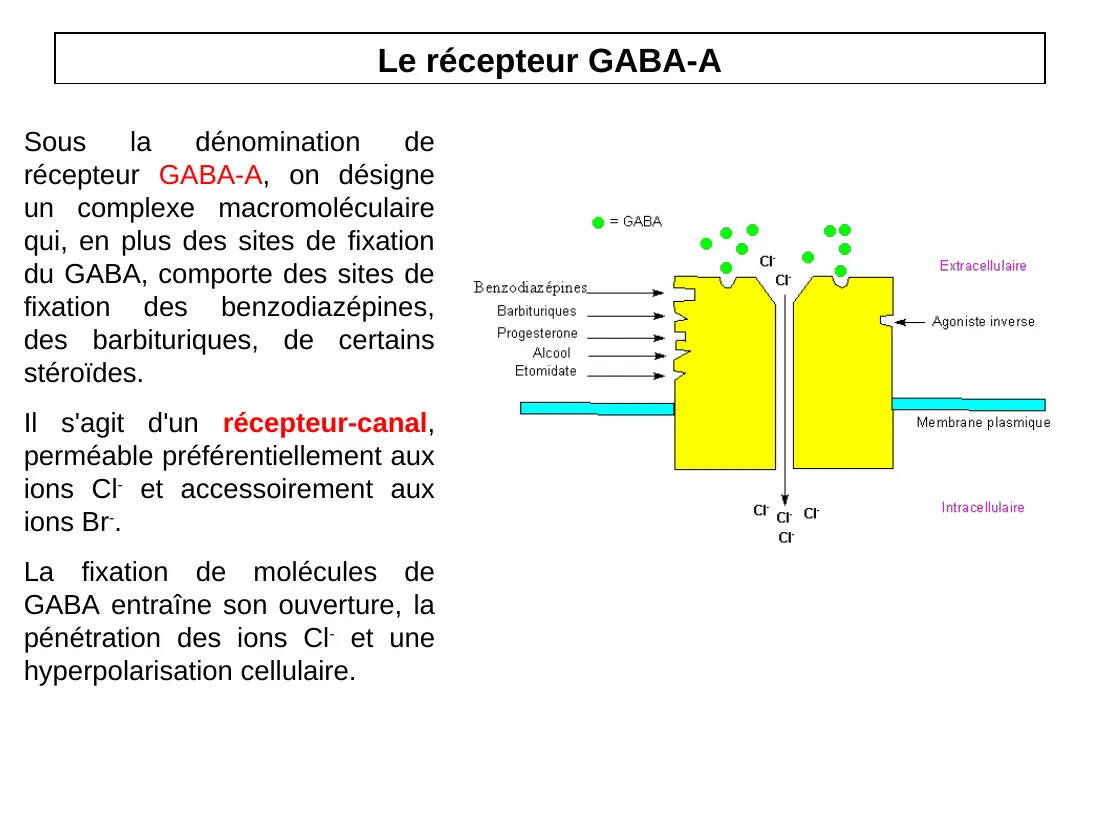 Le récepteur GABA-A
Sous la dénomination de
récepteur GABA-A, on désigne
un complexe macromoléculaire
qui, en plus des sites de fixation
du GABA, comporte des sites de
fixation des benzodiazépines,
des barbituriques, de certains
stéroïdes.
Il s'agit d'un récepteur-canal,
perméable préférentiellement aux
ions Cl- et accessoirement aux
ions Br-.
La fixation de molécules de
GABA entraîne son ouverture, la
pénétration des ions Cl- et une
hyperpolarisation cellulaire.
= GABA
Cl-
Cl-
Extracellulaire
Benzodiazépines
Barbituriques
Progesterone
Alcool
Etomidate
Agoniste inverse
Membrane plasmique
Intracellulaire
Cl- Cl- Cl-
Cl-